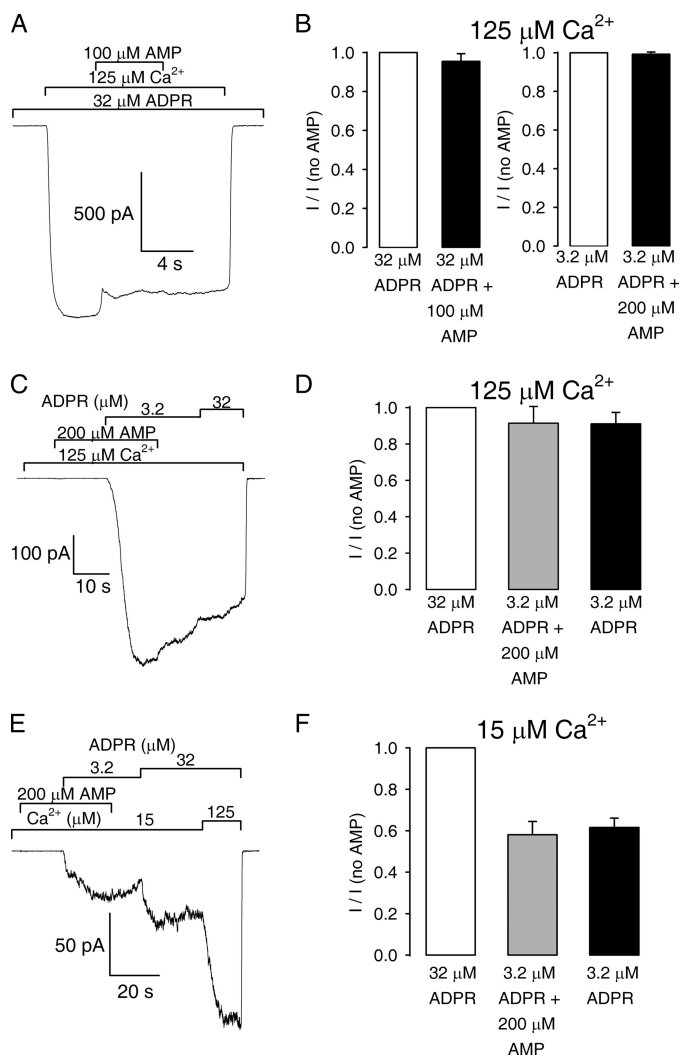 A
100 μM AMP
125 μM Ca²⁺
32 μM ADPR
500 pA
4 s
B
125 μM Ca²⁺
I / I (no AMP)
1.0
0.8
0.6
0.4
0.2
0.0
32 μM
ADPR
32 μM
ADPR +
100 μM
AMP
I / I (no AMP)
1.0
0.8
0.6
0.4
0.2
0.0
3.2 μM
ADPR
3.2 μM
ADPR +
200 μM
AMP
C
ADPR (μM)
3.2
32
200 μM AMP
125 μM Ca²⁺
100 pA
10 s
D
125 μM Ca²⁺
I / I (no AMP)
1.0
0.8
0.6
0.4
0.2
0.0
32 μM
ADPR
3.2 μM
ADPR +
200 μM
AMP
3.2 μM
ADPR
E
ADPR (μM)
3.2
32
200 μM AMP
Ca²⁺ (μM)
15
125
50 pA
20 s
F
15 μM Ca²⁺
I / I (no AMP)
1.0
0.8
0.6
0.4
0.2
0.0
32 μM
ADPR
3.2 μM
ADPR +
200 μM
AMP
3.2 μM
ADPR